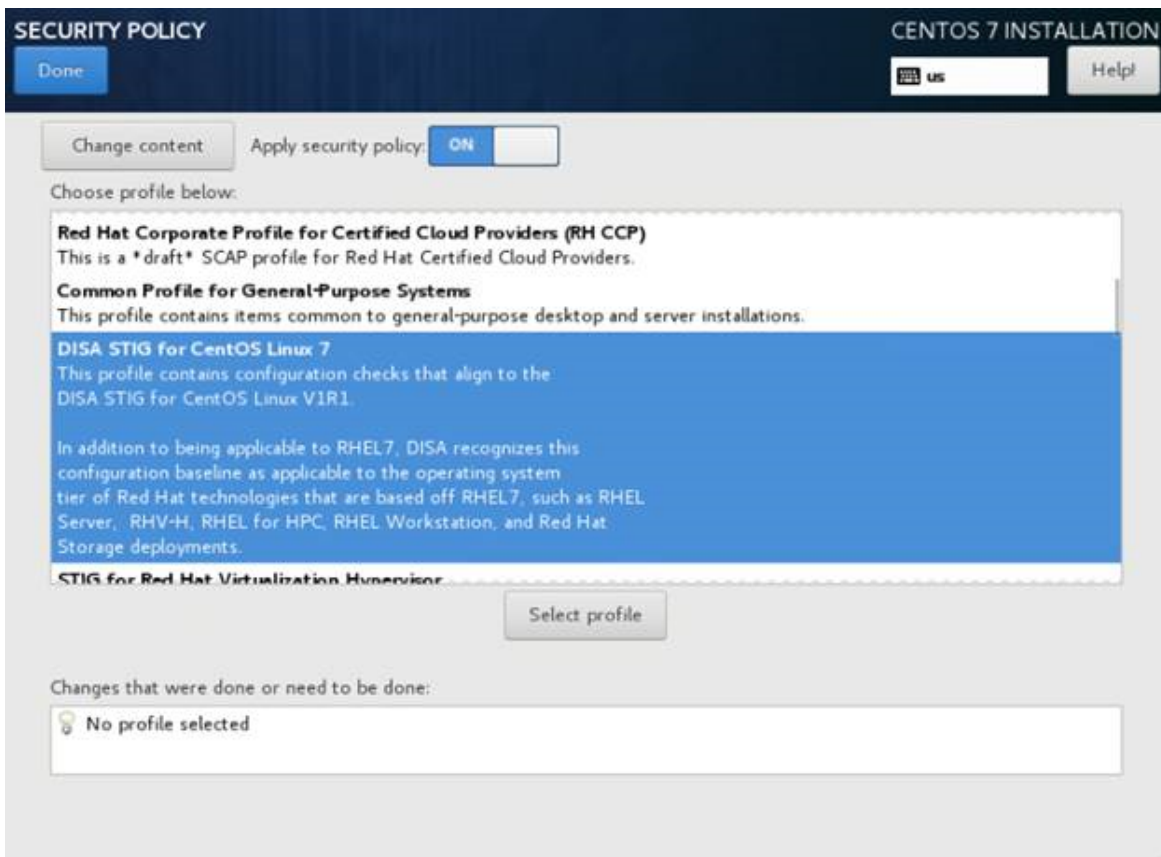 SECURITY POLICY
CENTOS 7 INSTALLATION
Done
us
Help!
Change content
Apply security policy:
ON
Choose profile below:
Red Hat Corporate Profile for Certified Cloud Providers (RH CCP)
This is a *draft* SCAP profile for Red Hat Certified Cloud Providers.
Common Profile for General-Purpose Systems
This profile contains items common to general-purpose desktop and server installations.
DISA STIG for CentOS Linux 7
This profile contains configuration checks that align to the
DISA STIG for CentOS Linux V1R1.
In addition to being applicable to RHEL7, DISA recognizes this
configuration baseline as applicable to the operating system
tier of Red Hat technologies that are based off RHEL7, such as RHEL
Server, RHV-H, RHEL for HPC, RHEL Workstation, and Red Hat
Storage deployments.
STIG for Red Hat Virtualization Hypervisor
Select profile
Changes that were done or need to be done:
No profile selected